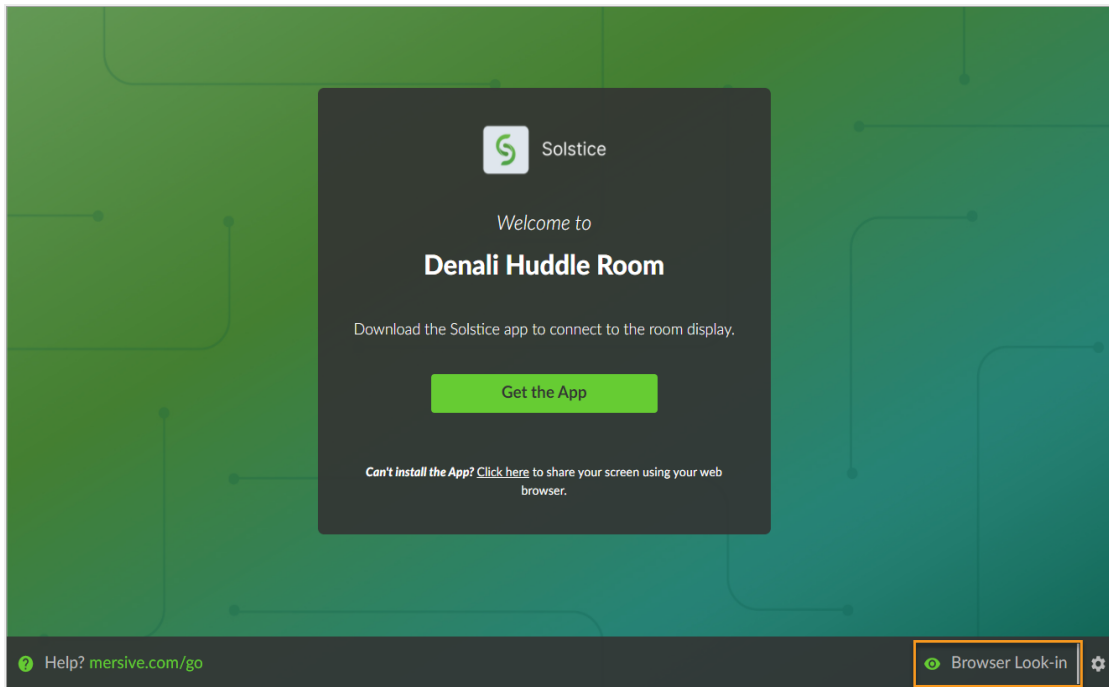 Solstice
Welcome to
Denali Huddle Room
Download the Solstice app to connect to the room display.
Get the App
Can't install the App? Click here to share your screen using your web
browser.
? Help? mersive.com/go
Browser Look-in